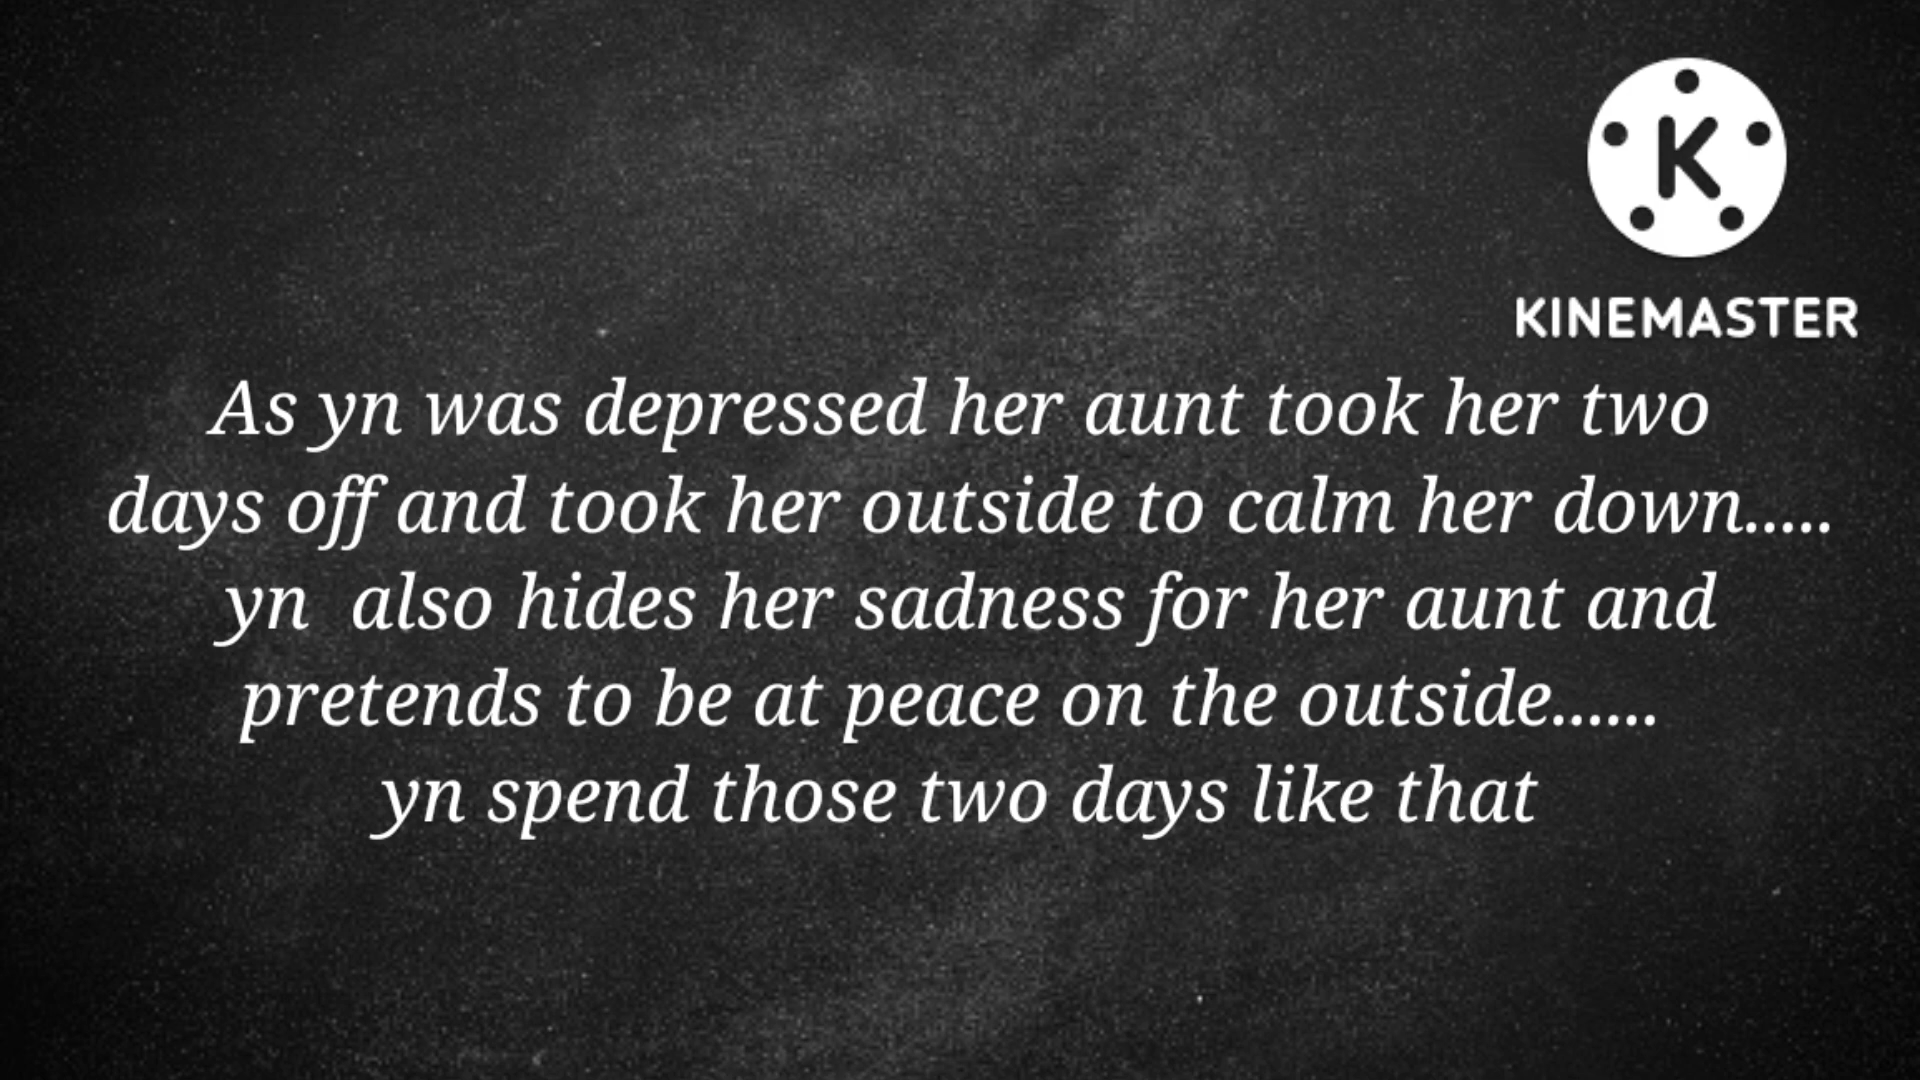 K
KINEMASTER
As yn was depressed her aunt took her two
days off and took her outside to calm her down.....
yn  also hides her sadness for her aunt and
pretends to be at peace on the outside......
yn spend those two days like that